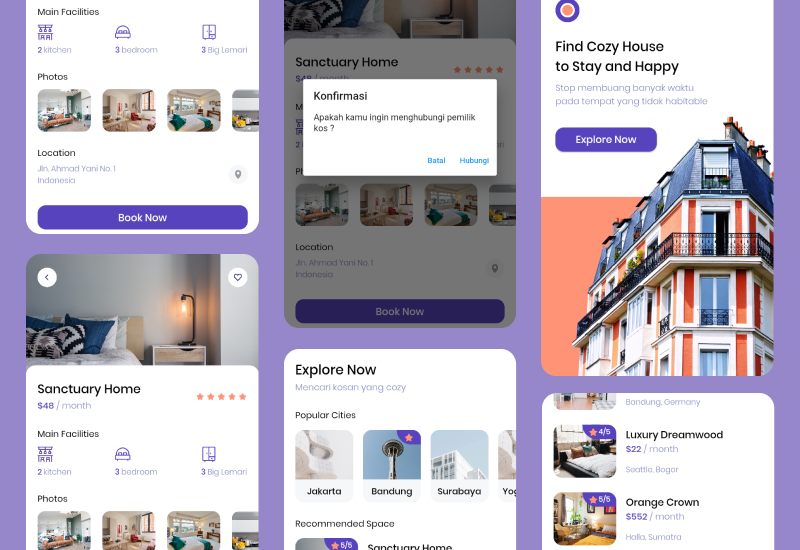 Main Facilities
2 kitchen
3 bedroom
3 Big Lemari
Photos
Location
Jln. Ahmad Yani No. 1
Indonesia
Book Now
Sanctuary Home
$48 / month
Main Facilities
2 kitchen
3 bedroom
3 Big Lemari
Photos
Sanctuary Home
$48 / month
Konfirmasi
Apakah kamu ingin menghubungi pemilik
kos ?
Batal
Hubungi
Location
Jln. Ahmad Yani No. 1
Indonesia
Book Now
Explore Now
Mencari kosan yang cozy
Popular Cities
Jakarta
Bandung
Surabaya
Recommended Space
5/5
Sanctuary Home
Find Cozy House
to Stay and Happy
Stop membuang banyak waktu
pada tempat yang tidak habitable
Explore Now
Bandung, Germany
4/5
Luxury Dreamwood
$22 / month
Seattle, Bogor
5/5
Orange Crown
$552 / month
Halla, Sumatra